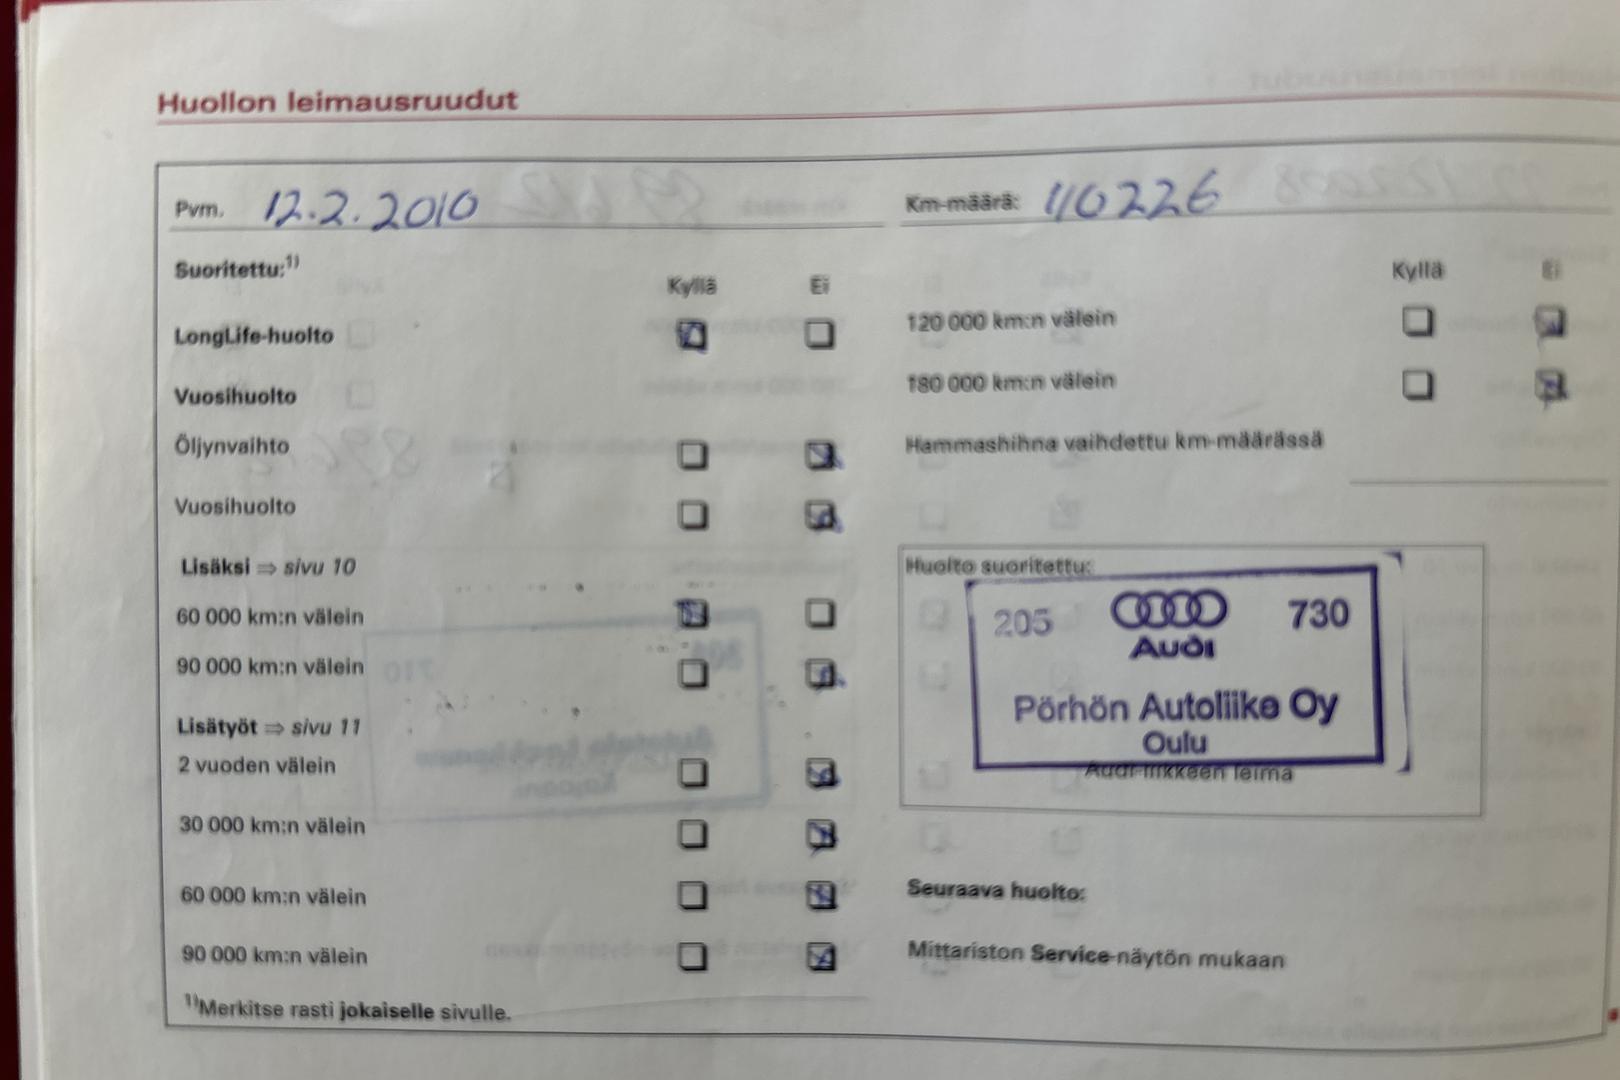 Huollon leimausruudut
Pvm. 12.2.2010
Km-määrä: 110226
Suoritettu:1)
Kyllä Ei
LongLife-huolto
Vuosihuolto
Öljynvaihto
Vuosihuolto
Lisäksi ⇒ sivu 10
60 000 km:n välein
90 000 km:n välein
Lisätyöt ⇒ sivu 11
2 vuoden välein
30 000 km:n välein
60 000 km:n välein
90 000 km:n välein
1)Merkitse rasti jokaiselle sivulle.
Kyllä Ei
120 000 km:n välein
180 000 km:n välein
Hammashihna vaihdettu km-määrässä
Huolto suoritettu:
205 730
Audi
Pörhön Autoliike Oy
Oulu
Audi-liikkeen leima
Seuraava huolto:
Mittariston Service-näytön mukaan